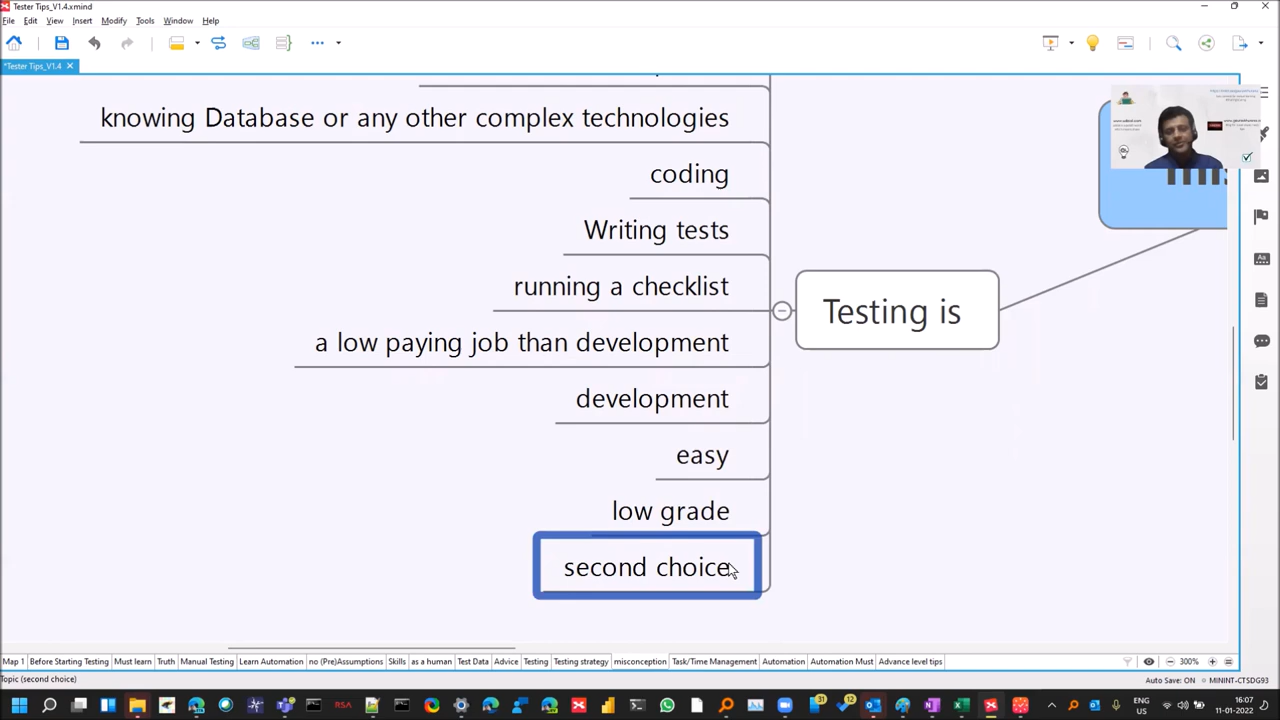 Tester Tips_V1.4.xmind
File Edit View Insert Modify Tools Window Help
*Tester Tips_V1.4
knowing Database or any other complex technologies
coding
Writing tests
running a checklist
a low paying job than development
development
easy
low grade
second choice
Testing is
Map 1 Before Starting Testing Must learn Truth Manual Testing Learn Automation no (Pre)Assumptions Skills as a human Test Data Advice Testing Testing strategy misconception Task/Time Management Automation Automation Must Advance level tips
300%
Topic (second choice)
Auto Save: ON MININT-CTSDG93
RSA
31
12
ENG
US
16:07
11-01-2022